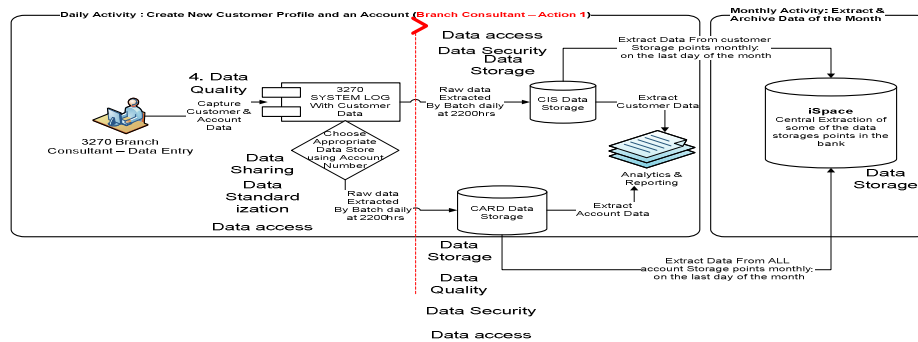 Daily Activity : Create New Customer Profile and an Account (Branch Consultant – Action 1)
Monthly Activity: Extract &
Archive Data of the Month
Data access
Data Security
Data
Storage
Extract Data From customer
Storage points monthly:
on the last day of the month
4. Data
Quality
Capture
Customer &
Account
Data
3270
SYSTEM LOG
With Customer
Data
Raw data
Extracted
By Batch daily
at 2200hrs
CIS Data
Storage
Extract
Customer Data
iSpace
Central Extraction of
some of the data
storages points in the
bank
3270 Branch
Consultant – Data Entry
Choose
Appropriate
Data Store
using Account
Number
Data
Sharing
Data
Standard
ization
Data access
Raw data
Extracted
By Batch daily
at 2200hrs
CARD Data
Storage
Extract
Account Data
Analytics &
Reporting
Data
Storage
Data
Storage
Extract Data From ALL
account Storage points monthly:
on the last day of the month
Data
Quality
Data Security
Data access